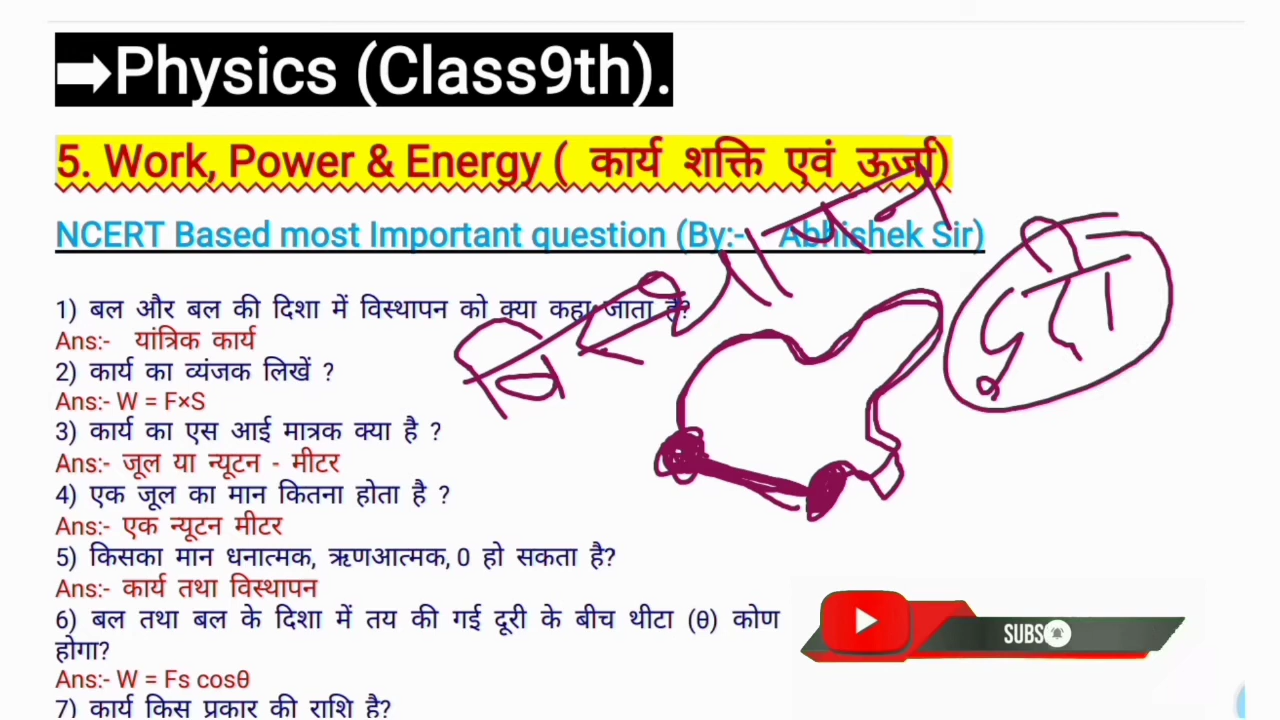 ➡Physics (Class9th).
5. Work, Power & Energy ( कार्य शक्ति एवं ऊर्जा)
NCERT Based most Important question (By:- Abhishek Sir)
विस्थापन
दूरी
1) बल और बल की दिशा में विस्थापन को क्या कहा जाता है?
Ans:- यांत्रिक कार्य
2) कार्य का व्यंजक लिखें ?
Ans:- W = F×S
3) कार्य का एस आई मात्रक क्या है ?
Ans:- जूल या न्यूटन - मीटर
4) एक जूल का मान कितना होता है ?
Ans:- एक न्यूटन मीटर
5) किसका मान धनात्मक, ऋणआत्मक, 0 हो सकता है?
Ans:- कार्य तथा विस्थापन
6) बल तथा बल के दिशा में तय की गई दूरी के बीच थीटा (θ) कोण
होगा?
Ans:- W = Fs cosθ
7) कार्य किस प्रकार की राशि है?
SUBS